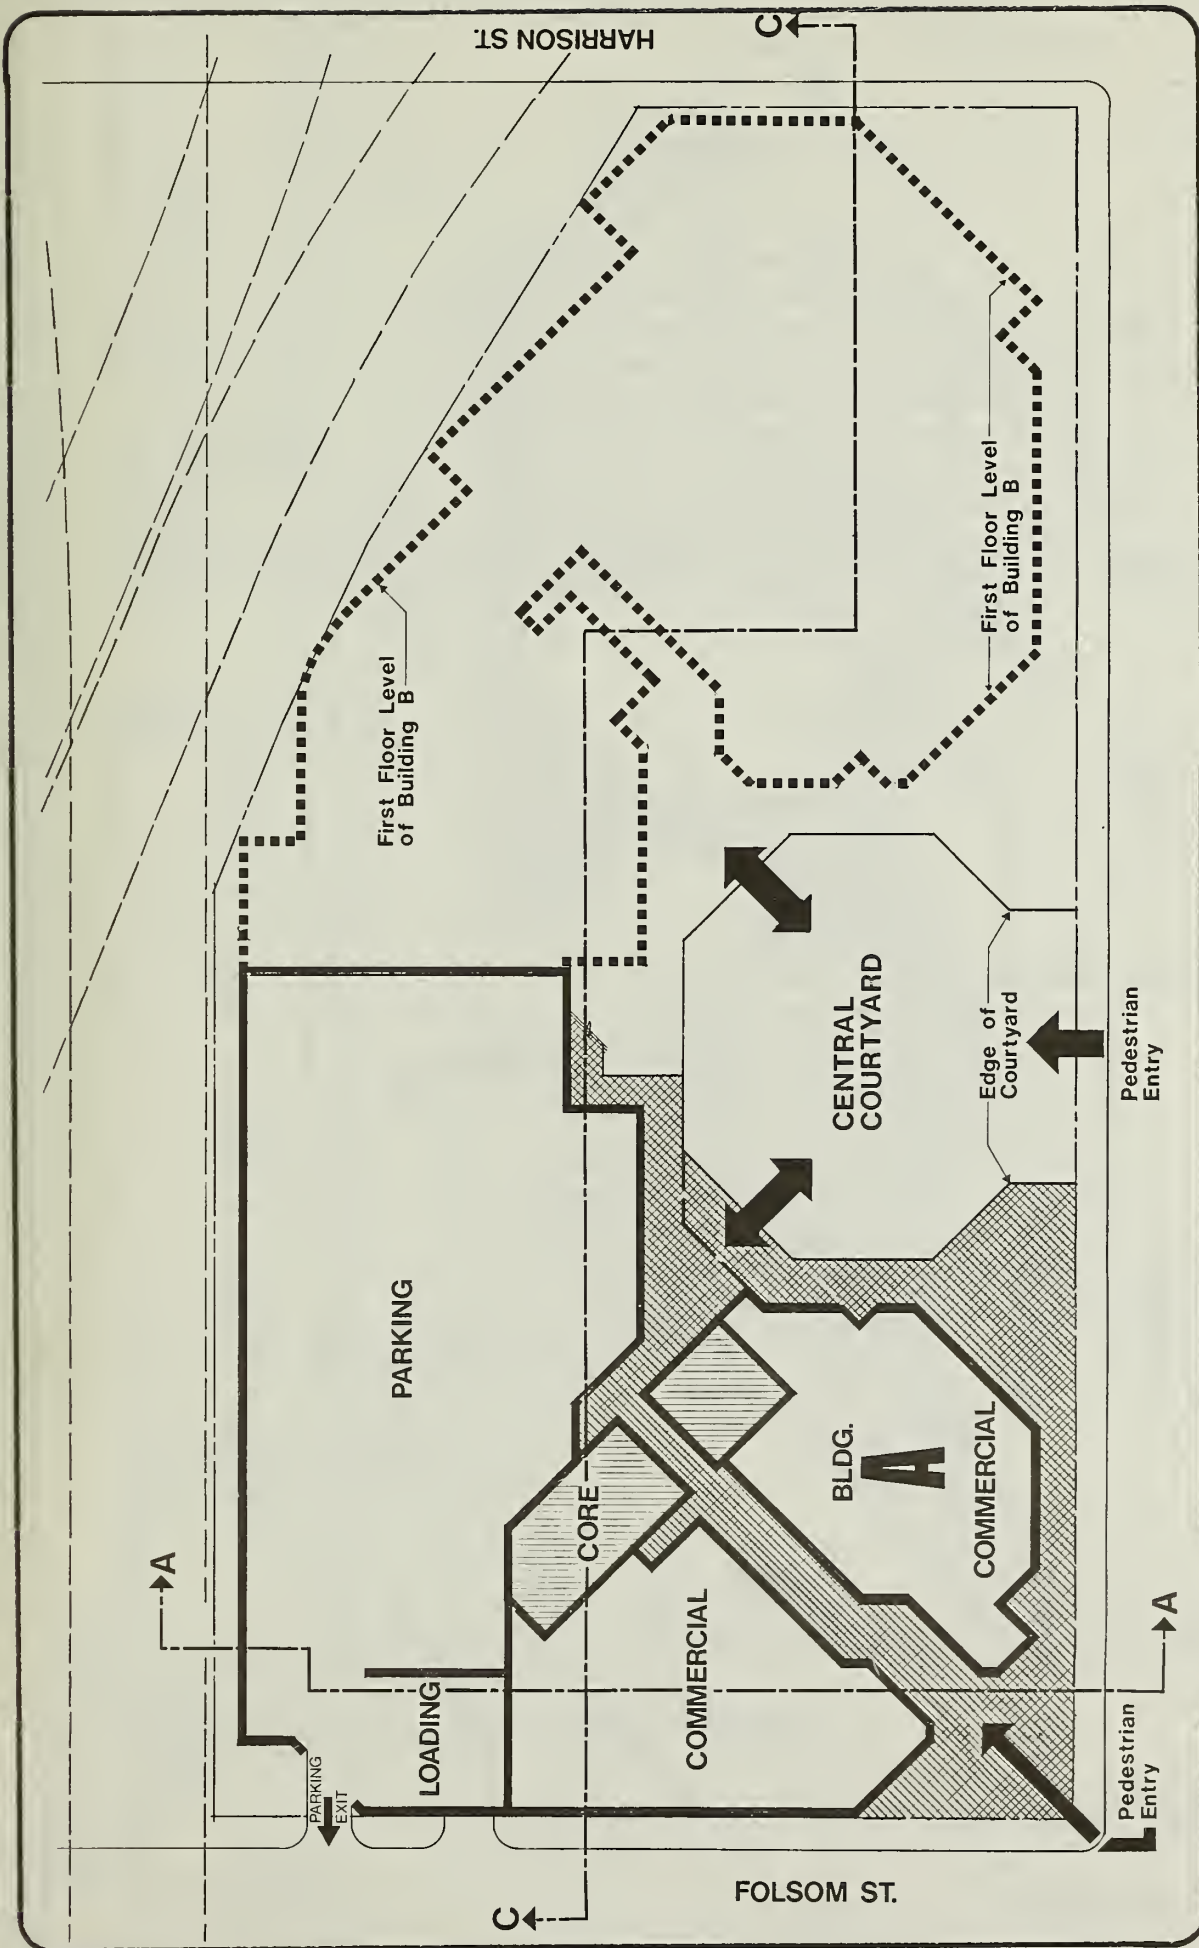 HARRISON ST.
C
First Floor Level
of Building B
First Floor Level
of Building B
CENTRAL
COURTYARD
Edge of
Courtyard
Pedestrian
Entry
PARKING
CORE
BLDG.
A
COMMERCIAL
A
COMMERCIAL
LOADING
PARKING
EXIT
A
Pedestrian
Entry
FOLSOM ST.
C